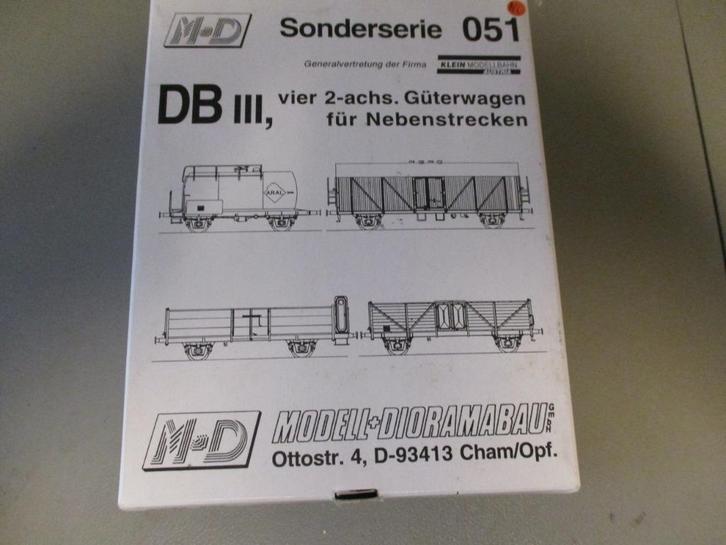 M+D Sonderserie 051
Generalvertretung der Firma KLEIN MODELLBAHN
AUSTRIA
DB III, vier 2-achs. Güterwagen
für Nebenstrecken
ARAL
M+D MODELL+DIORAMABAU GmbH
Ottostr. 4, D-93413 Cham/Opf.